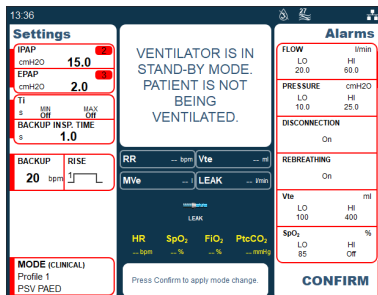 13:36
27
Settings
IPAP 2
cmH2O 15.0
EPAP 3
cmH2O 2.0
Ti MIN MAX
s Off Off
BACKUP INSP. TIME
s 1.0
BACKUP RISE
20 bpm 1
MODE (CLINICAL)
Profile 1
PSV PAED
VENTILATOR IS IN
STAND-BY MODE.
PATIENT IS NOT
BEING
VENTILATED.
RR -- bpm Vte -- ml
MVe -- l LEAK -- l/min
LEAK
HR SpO₂ FiO₂ PtcCO₂
-- bpm -- % -- % -- mmHg
Press Confirm to apply mode change.
Alarms
FLOW l/min
LO HI
20.0 60.0
PRESSURE cmH2O
LO HI
10.0 25.0
DISCONNECTION
On
REBREATHING
On
Vte ml
LO HI
100 400
SpO₂ %
LO HI
85 Off
CONFIRM